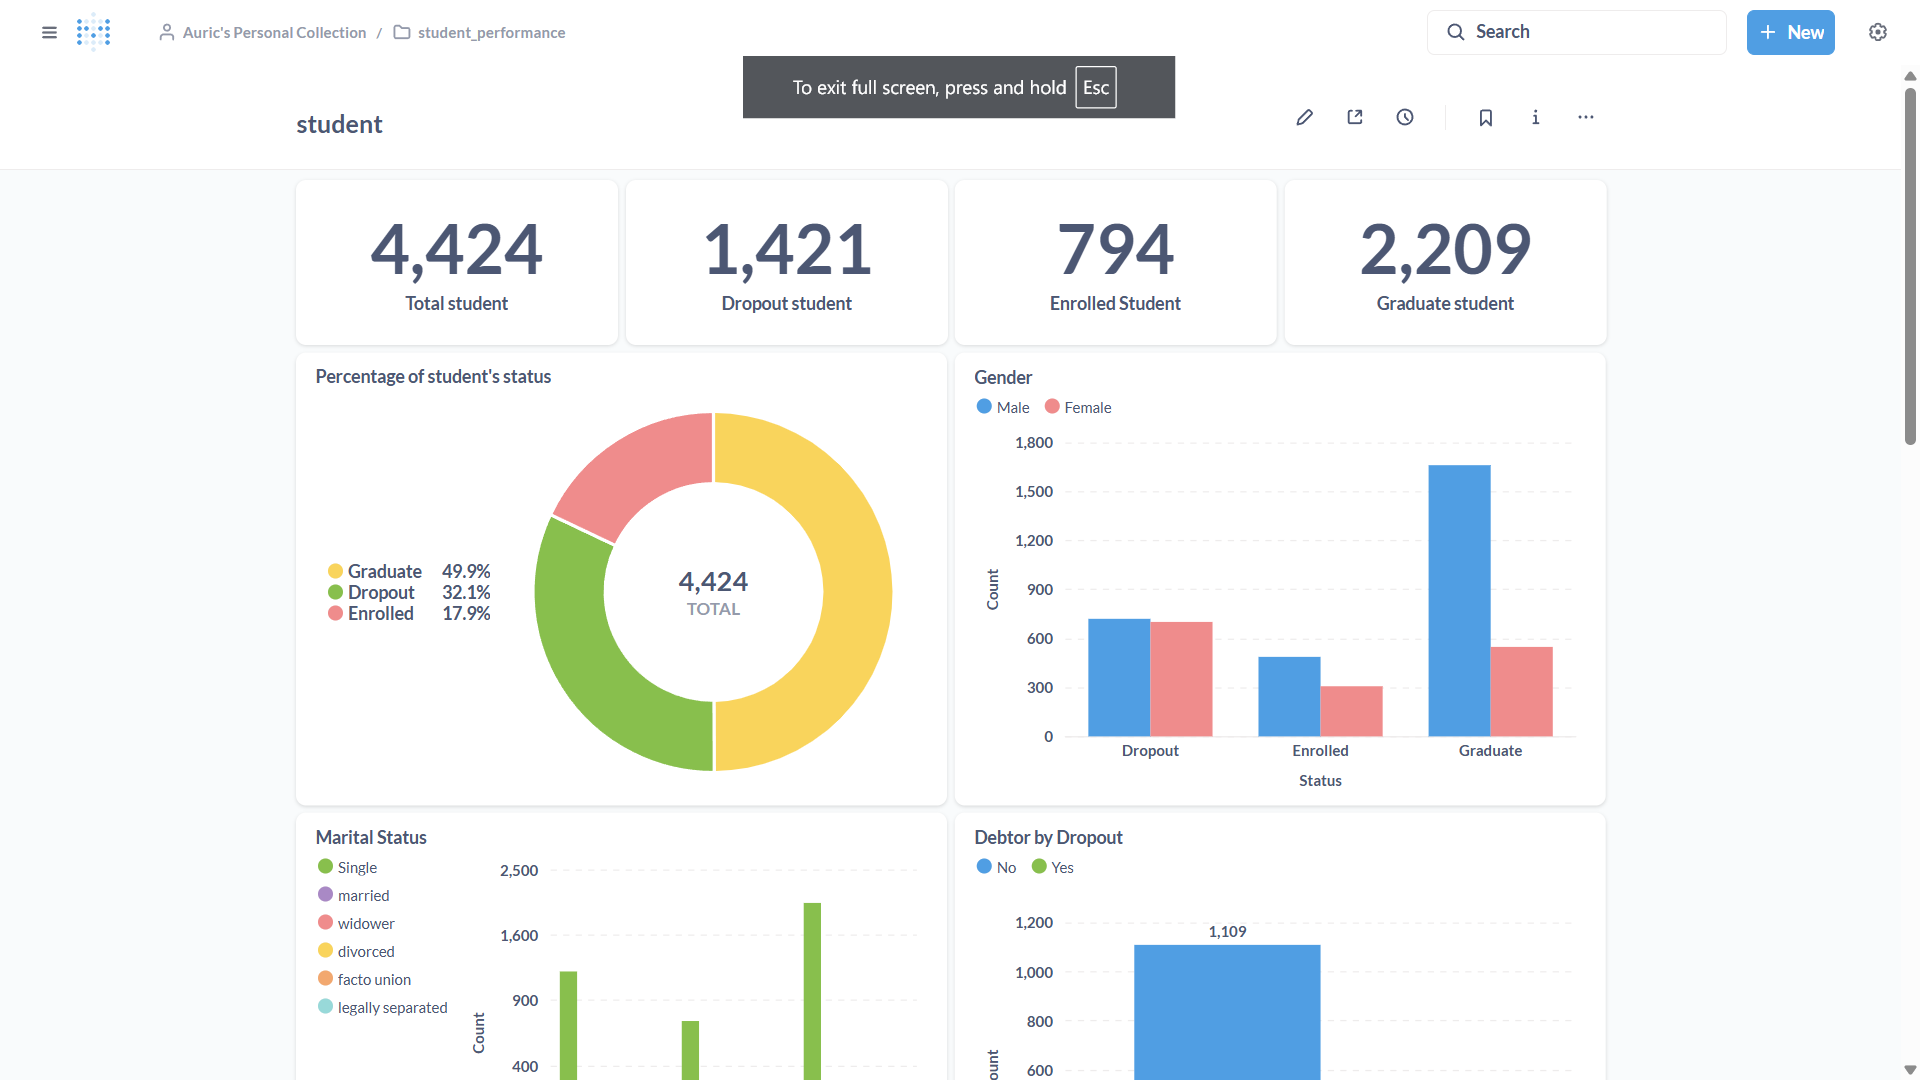 Auric's Personal Collection / student_performance
Search
New
To exit full screen, press and hold Esc
student
4,424
Total student
1,421
Dropout student
794
Enrolled Student
2,209
Graduate student
Percentage of student's status
Graduate 49.9%
Dropout 32.1%
Enrolled 17.9%
4,424
TOTAL
Gender
Male Female
1,800
1,500
1,200
900
600
300
0
Count
Dropout Enrolled Graduate
Status
Marital Status
Single
married
widower
divorced
facto union
legally separated
2,500
1,600
900
400
Count
Debtor by Dropout
No Yes
1,200
1,000
800
600
1,109